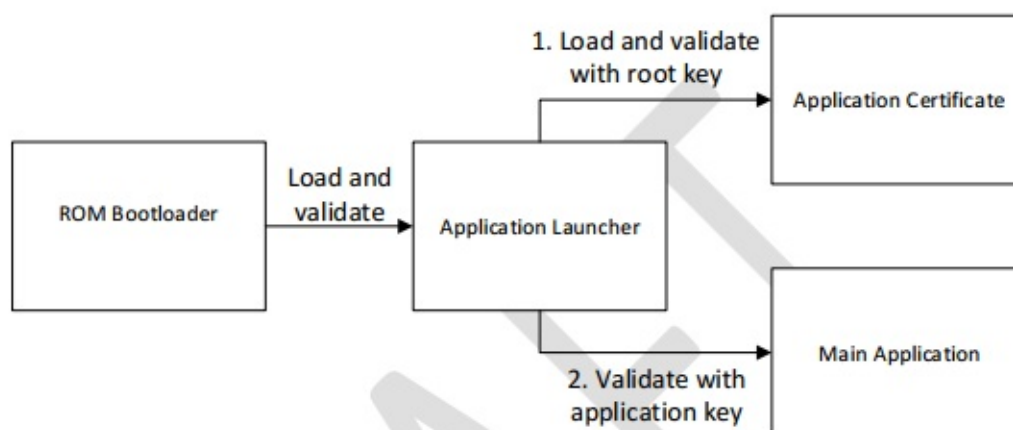 1. Load and validate
with root key
Application Certificate
ROM Bootloader
Load and
validate
Application Launcher
Main Application
2. Validate with
application key